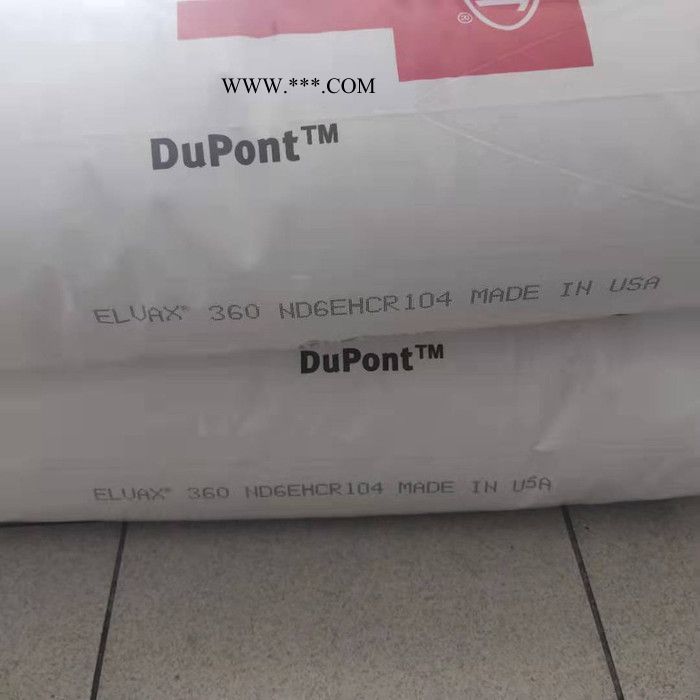 ®
WWW.***.COM
DuPont™
ELVAX® 360 ND6EHCR104 MADE IN USA
DuPont™
ELVAX® 360 ND6EHCR104 MADE IN USA